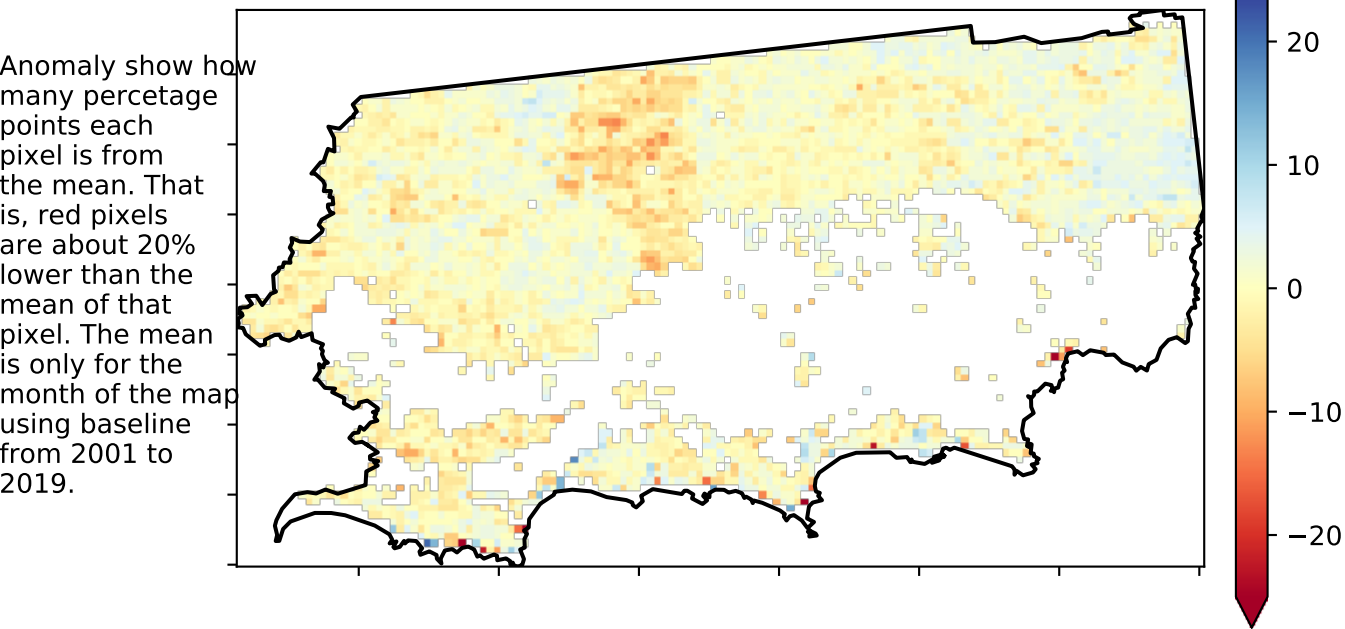 Anomaly show how
many percetage
points each
pixel is from
the mean. That
is, red pixels
are about 20%
lower than the
mean of that
pixel. The mean
is only for the
month of the map
using baseline
from 2001 to
2019.
20
10
0
−10
−20